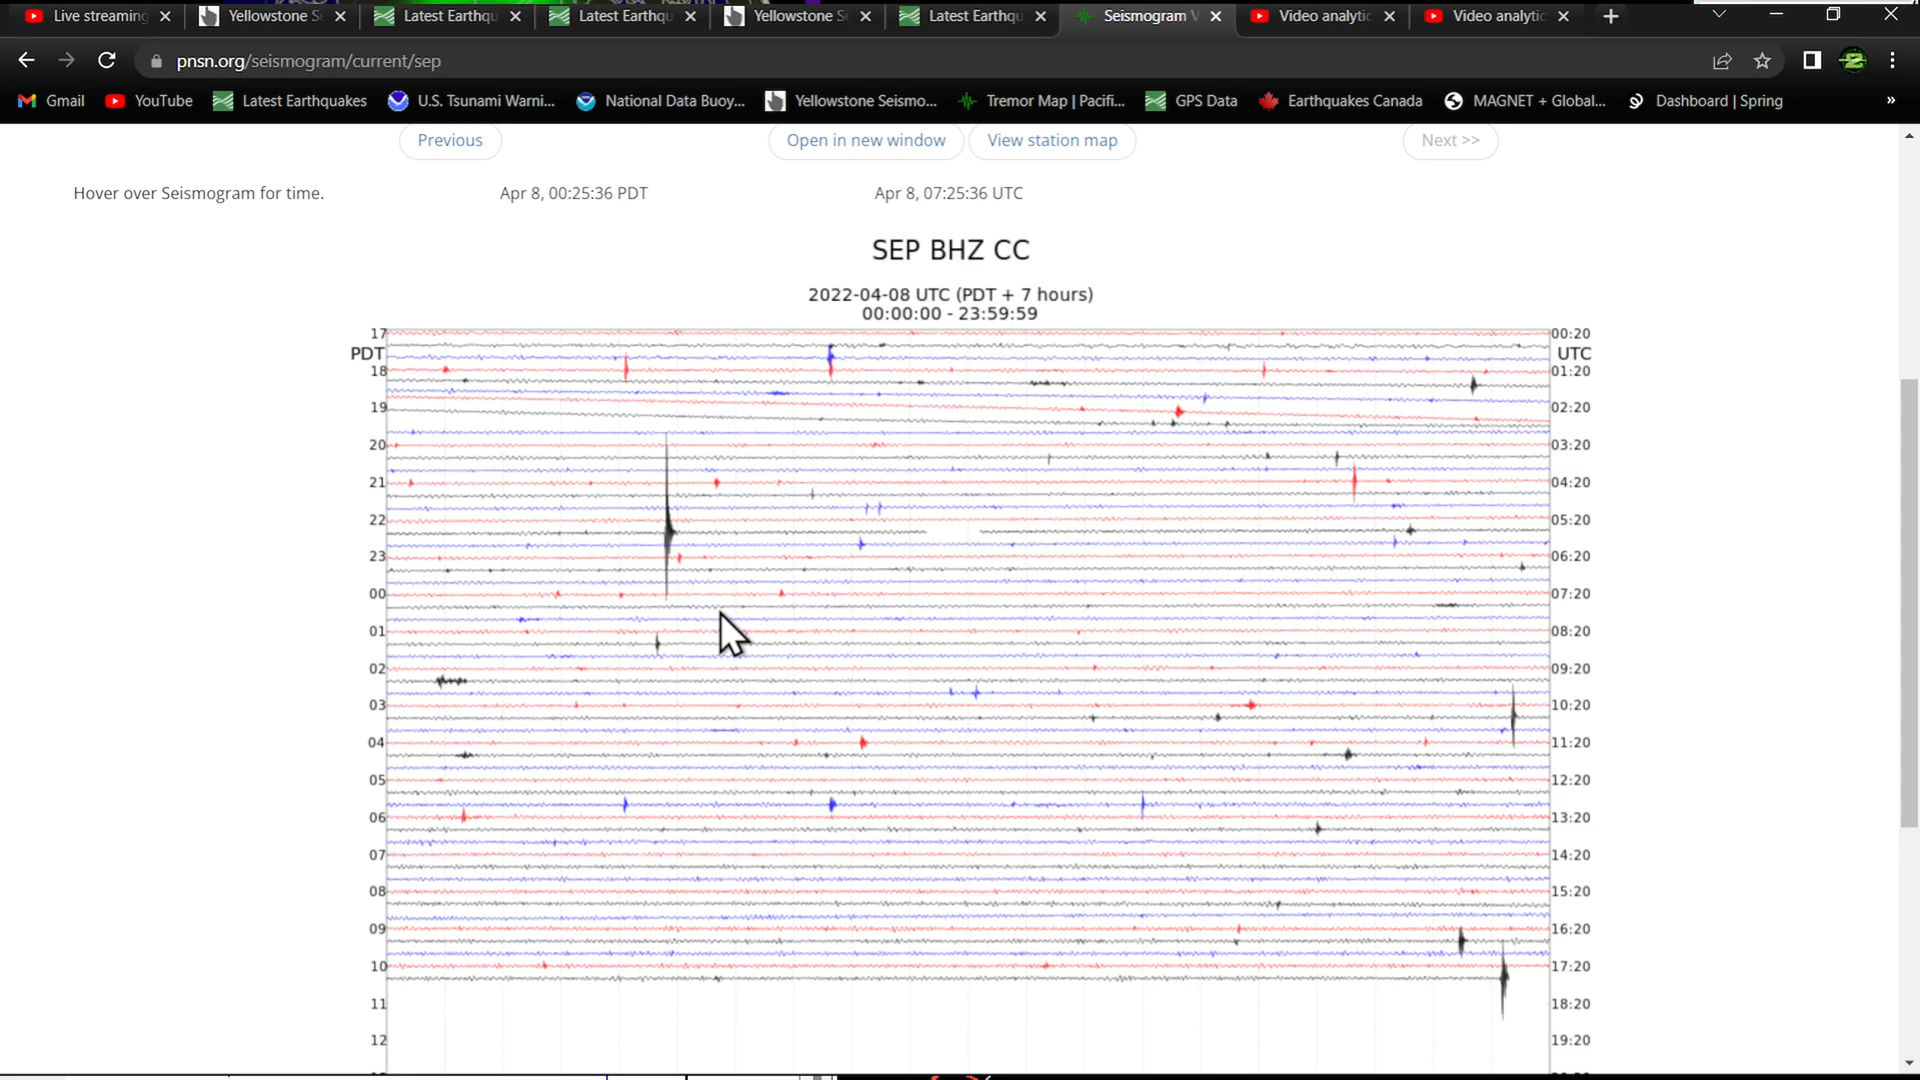 Live streaming
Yellowstone S
Latest Earthqu
Latest Earthqu
Yellowstone S
Latest Earthqu
Seismogram V
Video analytic
Video analytic
pnsn.org/seismogram/current/sep
Gmail
YouTube
Latest Earthquakes
U.S. Tsunami Warni...
National Data Buoy...
Yellowstone Seismo...
Tremor Map | Pacifi...
GPS Data
Earthquakes Canada
MAGNET + Global...
Dashboard | Spring
»
Previous
Open in new window
View station map
Next >>
Hover over Seismogram for time.
Apr 8, 00:25:36 PDT
Apr 8, 07:25:36 UTC
SEP BHZ CC
2022-04-08 UTC (PDT + 7 hours)
00:00:00 - 23:59:59
17 00:20
PDT UTC
18 01:20
19 02:20
20 03:20
21 04:20
22 05:20
23 06:20
00 07:20
01 08:20
02 09:20
03 10:20
04 11:20
05 12:20
06 13:20
07 14:20
08 15:20
09 16:20
10 17:20
11 18:20
12 19:20